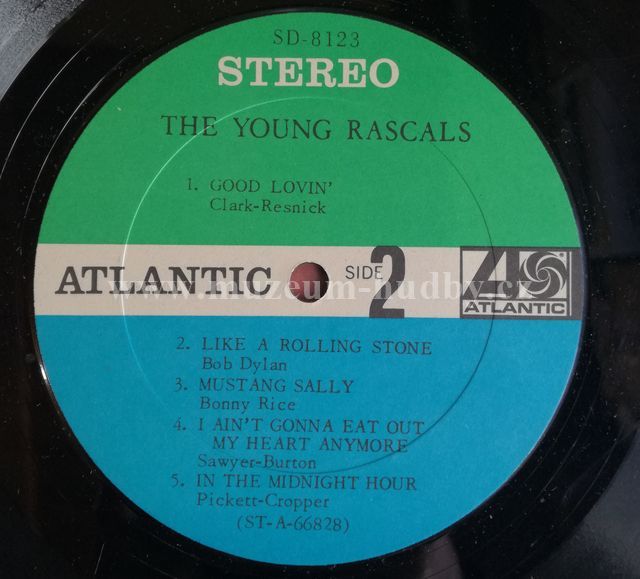 SD-8123
STEREO
THE YOUNG RASCALS
1. GOOD LOVIN'
Clark-Resnick
ATLANTIC
SIDE 2
ATLANTIC
www.muzeum-hudby.cz
2. LIKE A ROLLING STONE
Bob Dylan
3. MUSTANG SALLY
Bonny Rice
4. I AIN'T GONNA EAT OUT
MY HEART ANYMORE
Sawyer-Burton
5. IN THE MIDNIGHT HOUR
Pickett-Cropper
(ST-A-66828)